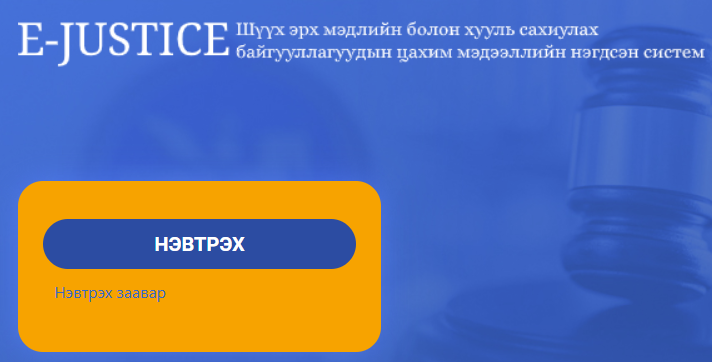 E-JUSTICE
Шүүх эрх мэдлийн болон хууль сахиулах
байгууллагуудын цахим мэдээллийн нэгдсэн систем
НЭВТРЭХ
Нэвтрэх заавар